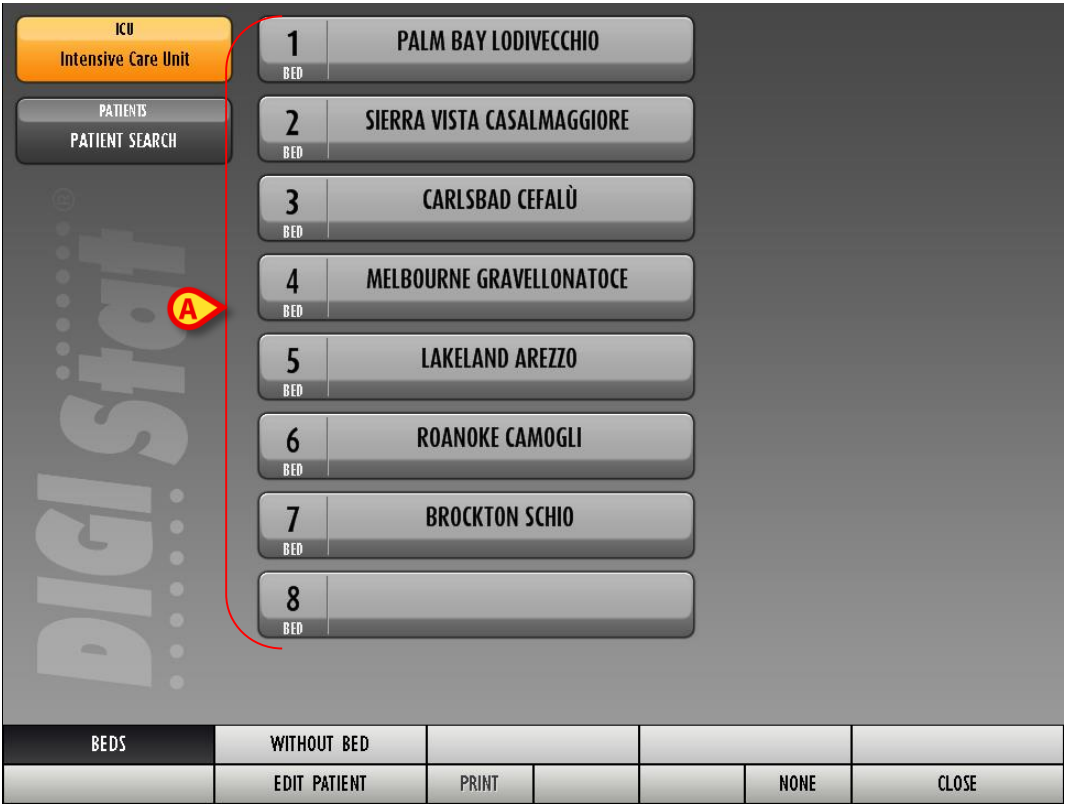 ICU
Intensive Care Unit
PATIENTS
PATIENT SEARCH
DIGI Stat ®
A
1
BED
PALM BAY LODIVECCHIO
2
BED
SIERRA VISTA CASALMAGGIORE
3
BED
CARLSBAD CEFALÙ
4
BED
MELBOURNE GRAVELLONATOCE
5
BED
LAKELAND AREZZO
6
BED
ROANOKE CAMOGLI
7
BED
BROCKTON SCHIO
8
BED
BEDS
WITHOUT BED
EDIT PATIENT
PRINT
NONE
CLOSE